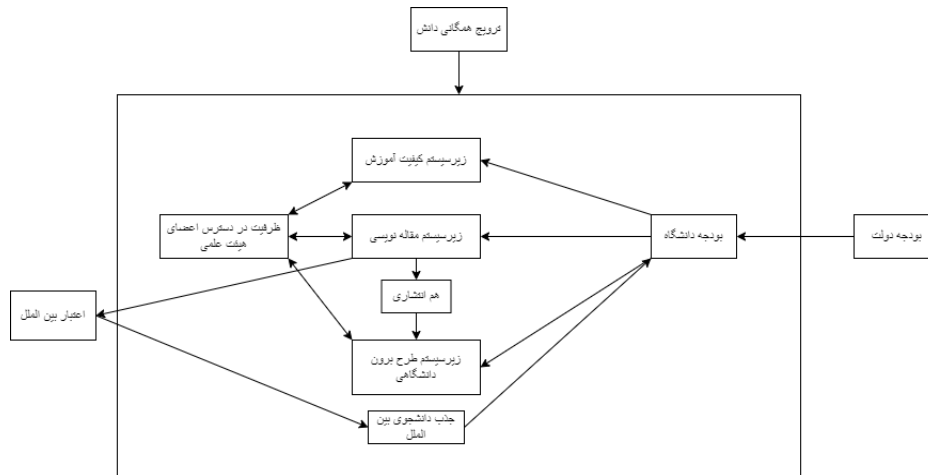 ترویج همگانی دانش
زیرسیستم کیفیت آموزش
ظرفیت در دسترس اعضای
هیئت علمی
زیرسیستم مقاله نویسی
بودجه دانشگاه
بودجه دولت
هم انتشاری
اعتبار بین الملل
زیرسیستم طرح برون
دانشگاهی
جذب دانشجوی بین
الملل